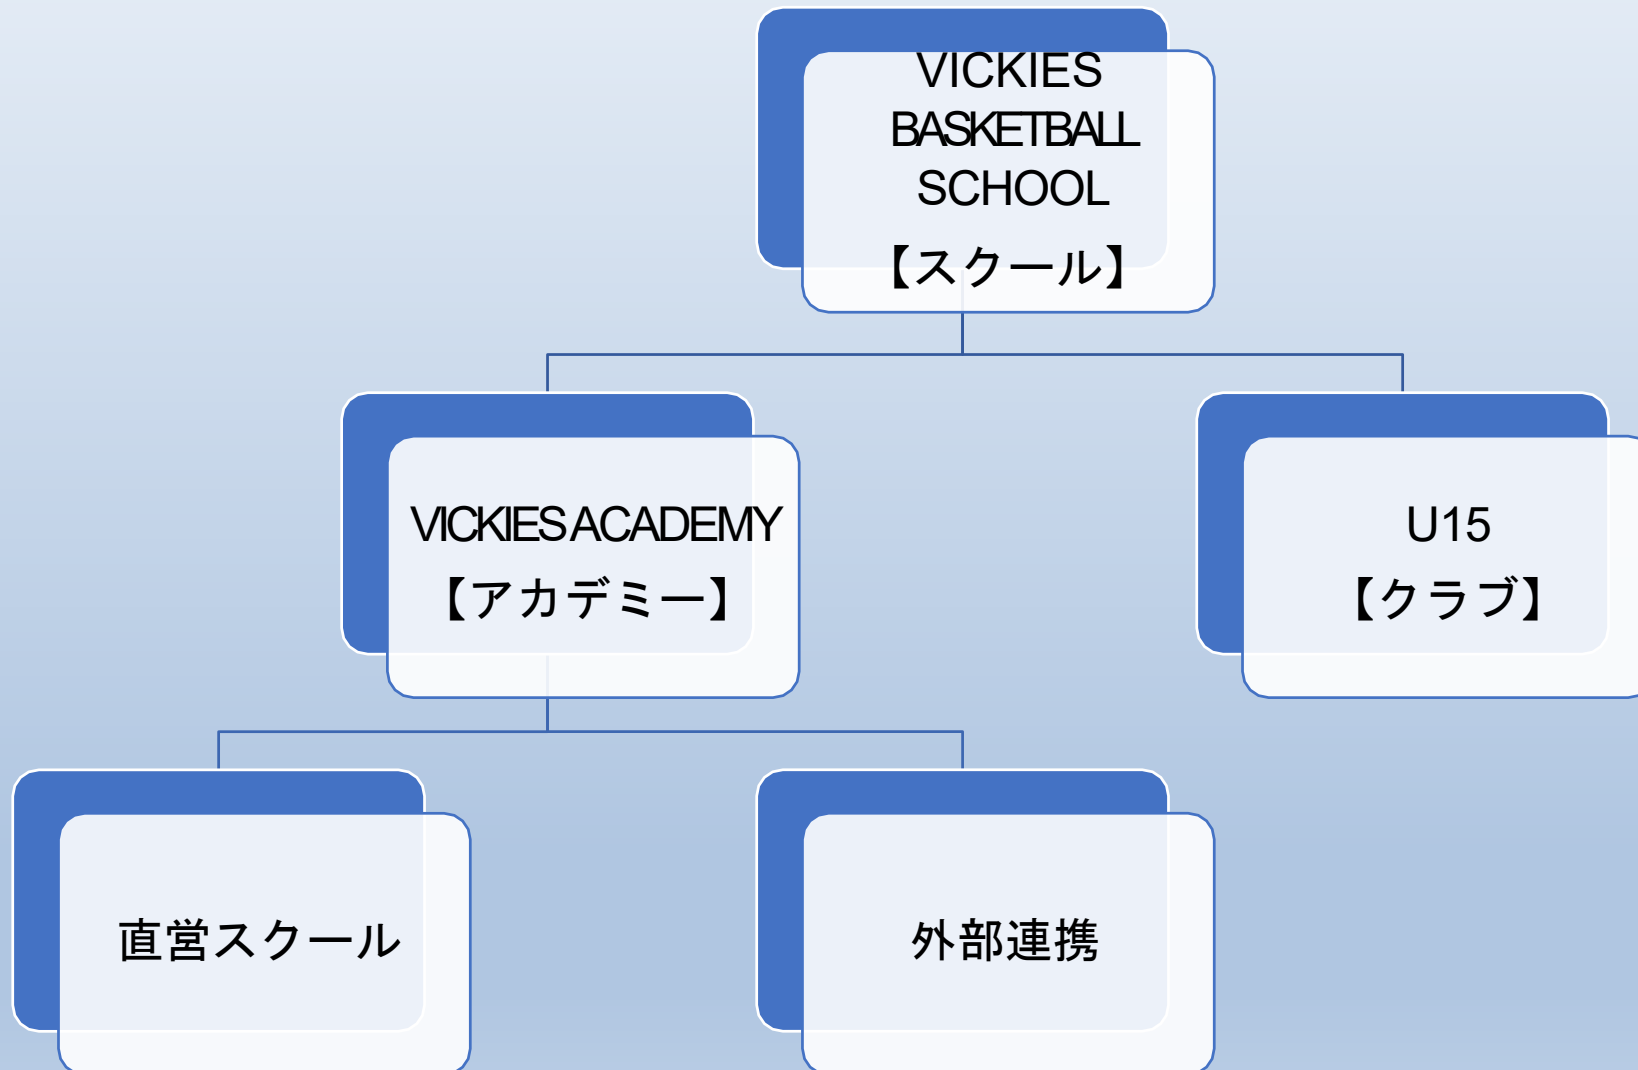 VICKIES
BASKETBALL
SCHOOL
【スクール】
VICKIES ACADEMY
【アカデミー】
U15
【クラブ】
直営スクール
外部連携